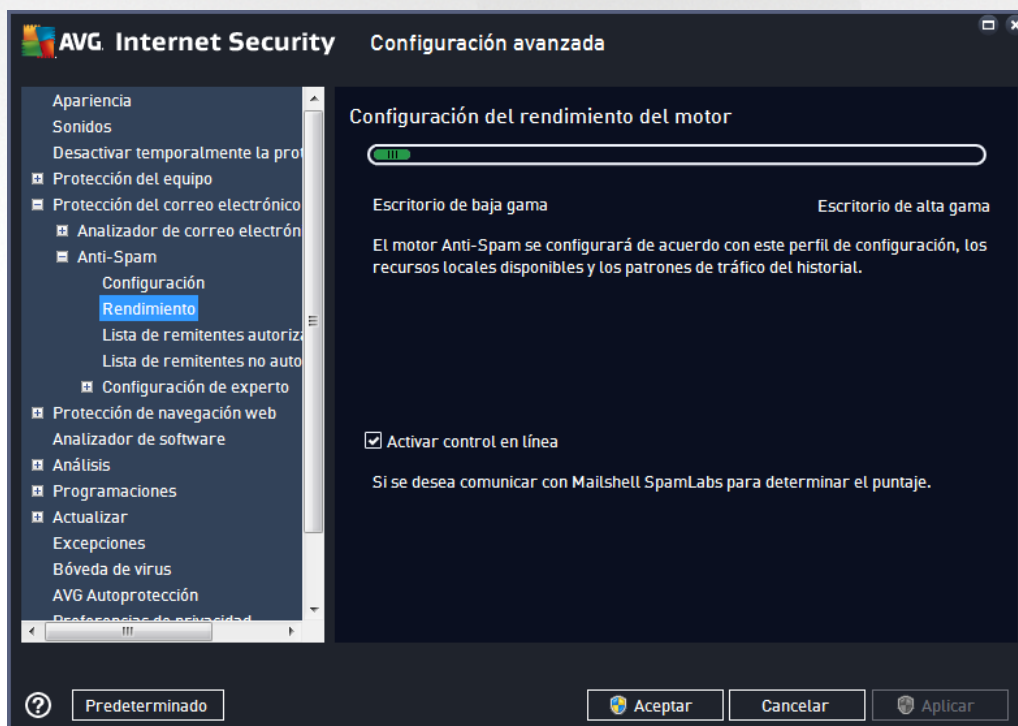 AVG. Internet Security Configuración avanzada
Apariencia
Sonidos
Desactivar temporalmente la prot
Protección del equipo
Protección del correo electrónico
Analizador de correo electrón
Anti-Spam
Configuración
Rendimiento
Lista de remitentes autoriza
Lista de remitentes no auto
Configuración de experto
Protección de navegación web
Analizador de software
Análisis
Programaciones
Actualizar
Excepciones
Bóveda de virus
AVG Autoprotección
Preferencias de privacidad
Configuración del rendimiento del motor
Escritorio de baja gama
Escritorio de alta gama
El motor Anti-Spam se configurará de acuerdo con este perfil de configuración, los
recursos locales disponibles y los patrones de tráfico del historial.
Activar control en línea
Si se desea comunicar con Mailshell SpamLabs para determinar el puntaje.
Predeterminado
Aceptar
Cancelar
Aplicar